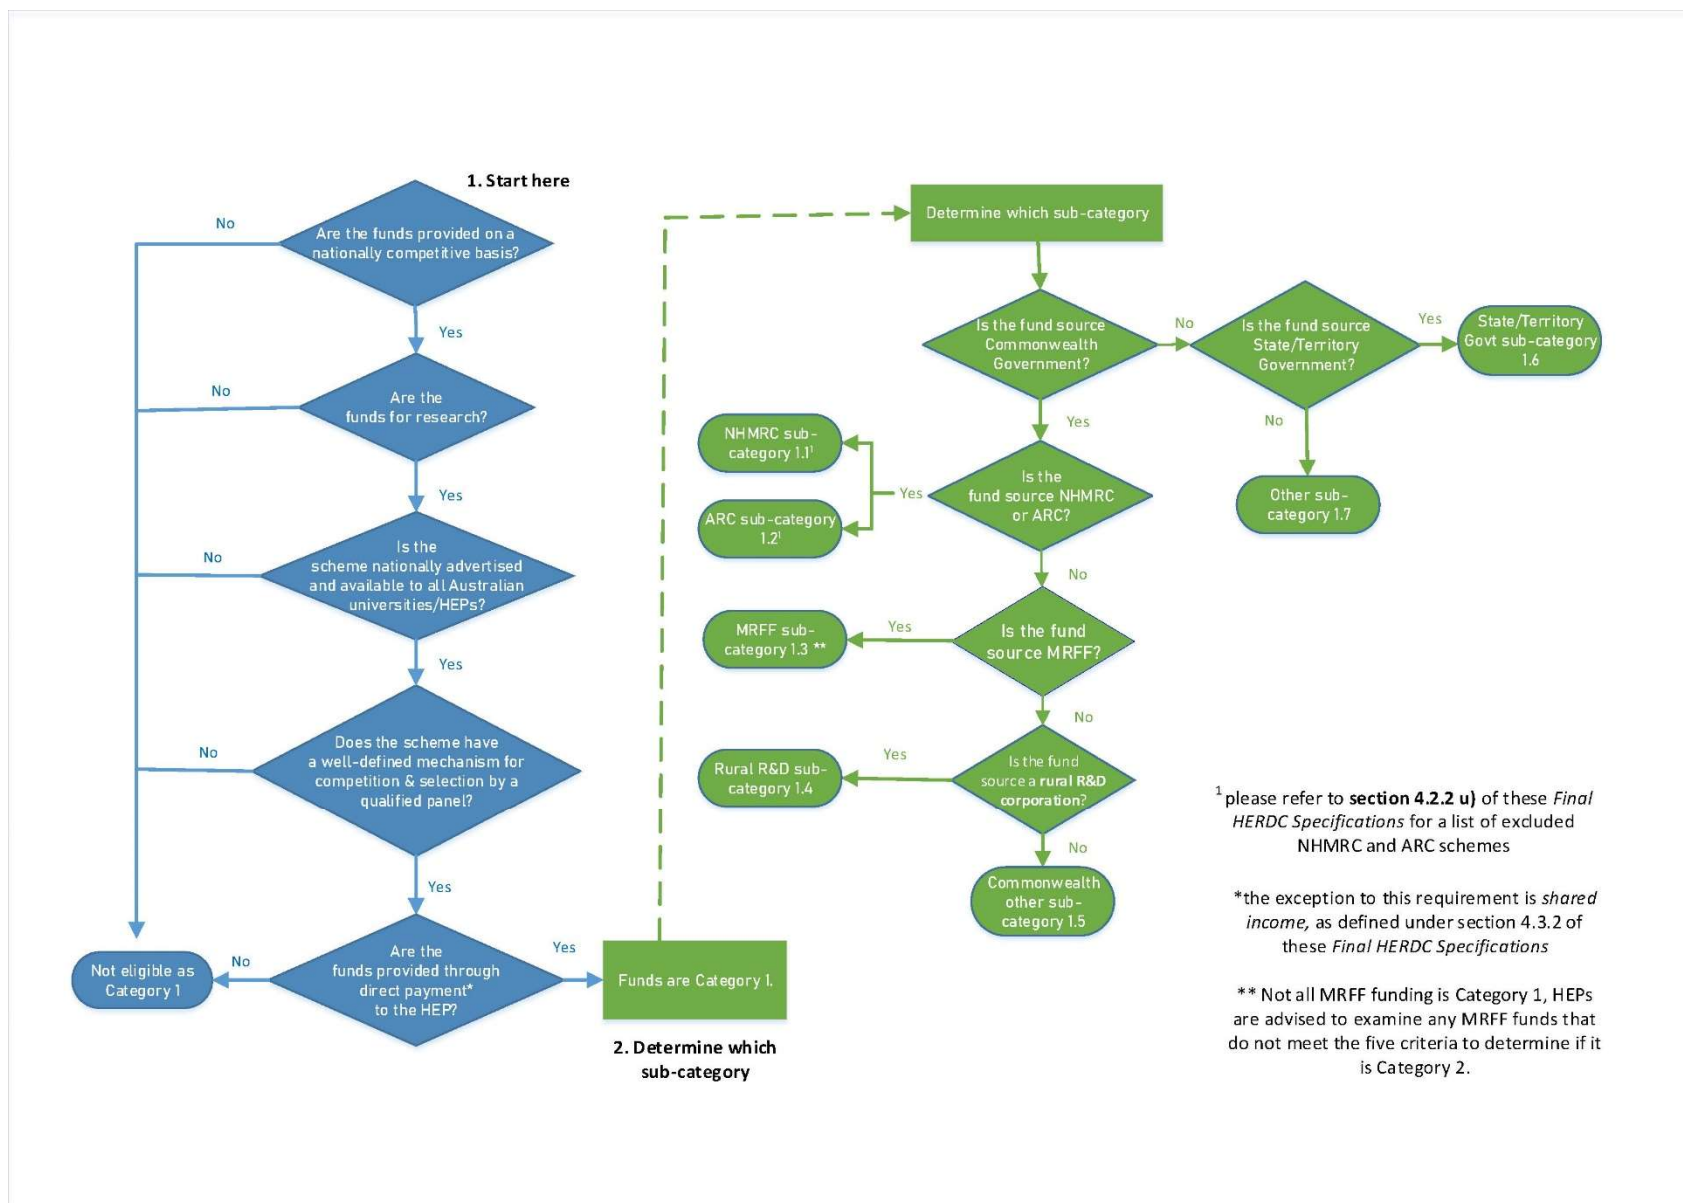 1. Start here
No
Are the funds provided on a
nationally competitive basis?
Yes
No
Are the
funds for research?
Yes
No
Is the
scheme nationally advertised
and available to all Australian
universities/HEPs?
Yes
No
Does the scheme have
a well-defined mechanism for
competition & selection by a
qualified panel?
Yes
Not eligible as
Category 1
No
Are the
funds provided through
direct payment*
to the HEP?
Yes
Funds are Category 1.
2. Determine which
sub-category
Determine which sub-category
Is the fund source
Commonwealth
Government?
No
Is the fund source
State/Territory
Government?
Yes
State/Territory
Govt sub-category
1.6
No
Other sub-
category 1.7
Yes
NHMRC sub-
category 1.1¹
ARC sub-category
1.2¹
Yes
Is the
fund source NHMRC
or ARC?
No
MRFF sub-
category 1.3 **
Yes
Is the fund
source MRFF?
No
Rural R&D sub-
category 1.4
Yes
Is the fund
source a rural R&D
corporation?
No
Commonwealth
other sub-
category 1.5
¹ please refer to section 4.2.2 u) of these Final
HERDC Specifications for a list of excluded
NHMRC and ARC schemes
*the exception to this requirement is shared
income, as defined under section 4.3.2 of
these Final HERDC Specifications
** Not all MRFF funding is Category 1, HEPs
are advised to examine any MRFF funds that
do not meet the five criteria to determine if it
is Category 2.